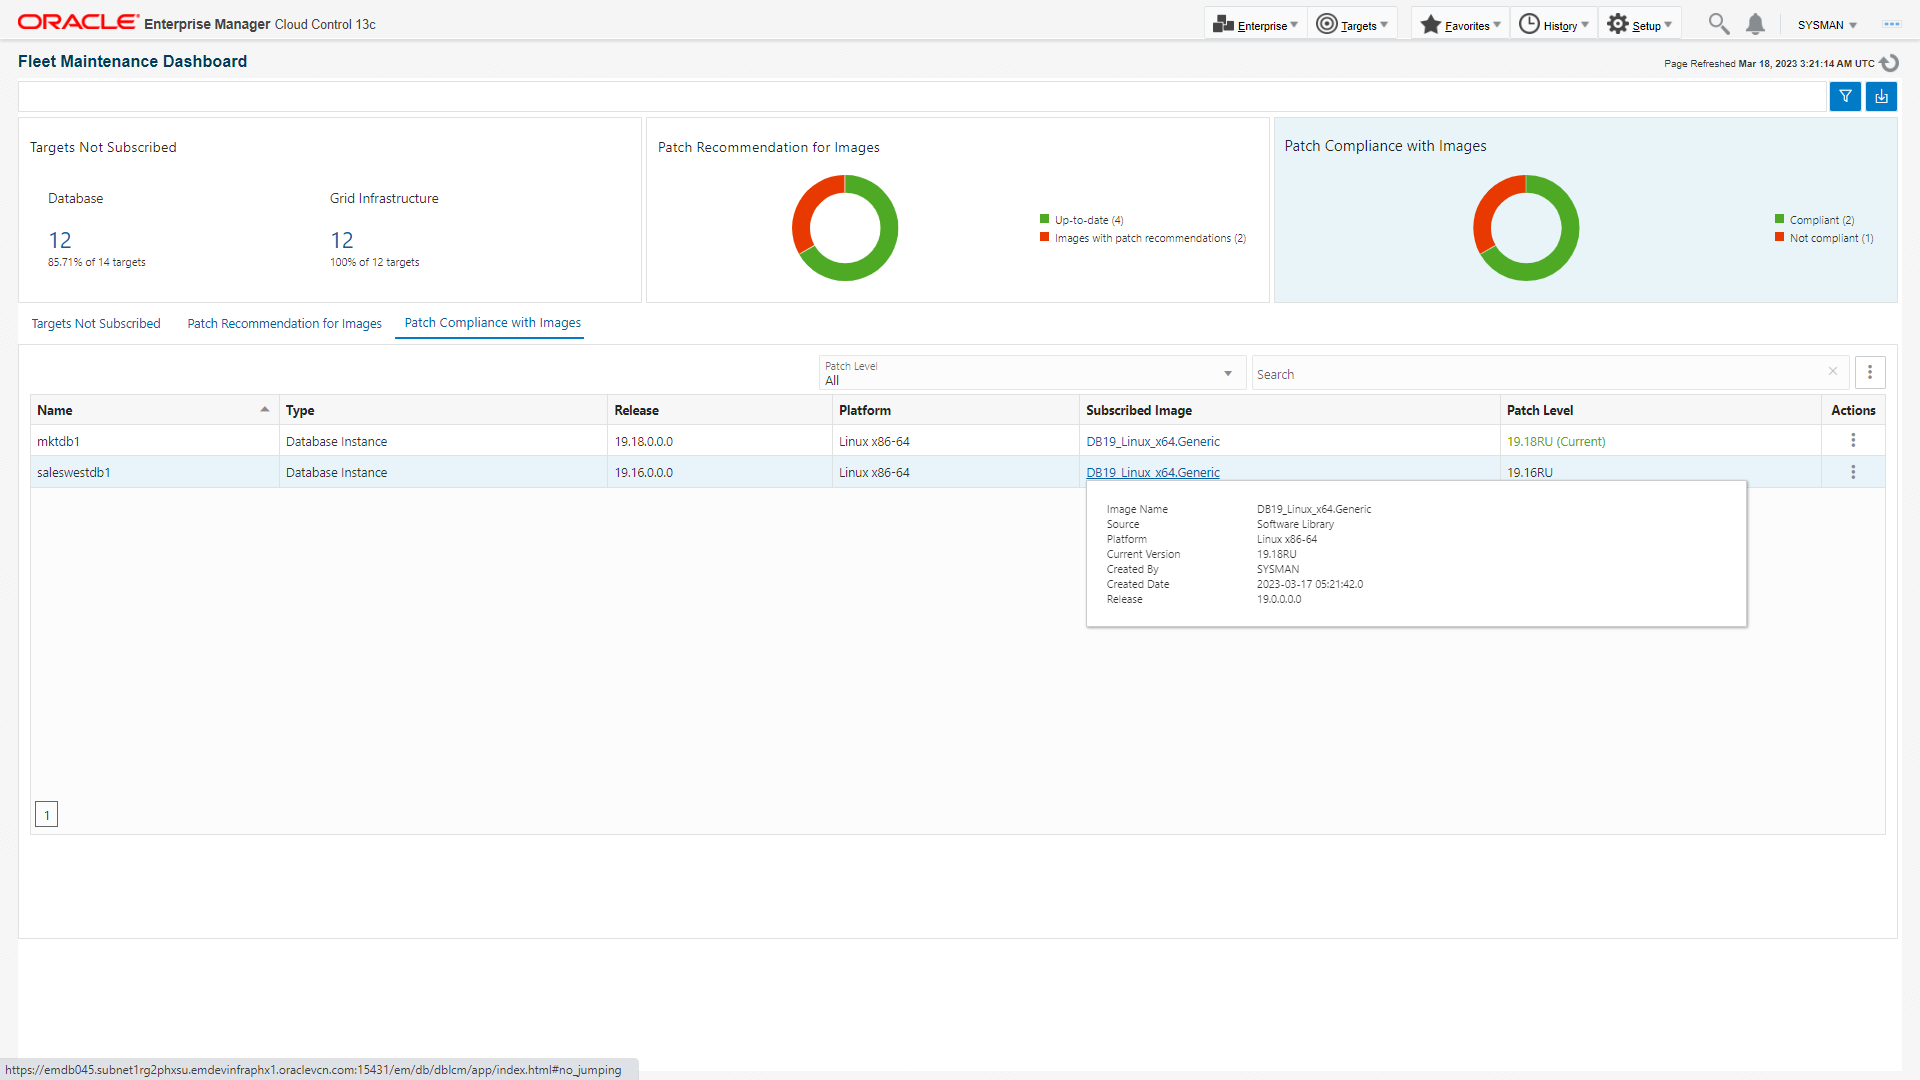 ORACLE Enterprise Manager Cloud Control 13c
Enterprise
Targets
Favorites
History
Setup
SYSMAN
Fleet Maintenance Dashboard
Page Refreshed Mar 18, 2023 3:21:14 AM UTC
Targets Not Subscribed
Database
12
85.71% of 14 targets
Grid Infrastructure
12
100% of 12 targets
Patch Recommendation for Images
Up-to-date (4)
Images with patch recommendations (2)
Patch Compliance with Images
Compliant (2)
Not compliant (1)
Targets Not Subscribed
Patch Recommendation for Images
Patch Compliance with Images
Patch Level
All
Search
Name Type Release Platform Subscribed Image Patch Level Actions
mktdb1 Database Instance 19.18.0.0.0 Linux x86-64 DB19_Linux_x64.Generic 19.18RU (Current)
saleswestdb1 Database Instance 19.16.0.0.0 Linux x86-64 DB19_Linux_x64.Generic 19.16RU
Image Name DB19_Linux_x64.Generic
Source Software Library
Platform Linux x86-64
Current Version 19.18RU
Created By SYSMAN
Created Date 2023-03-17 05:21:42.0
Release 19.0.0.0.0
1
https://emdb045.subnet1rg2phxsu.emdevinfraphx1.oraclevcn.com:15431/em/db/dblcm/app/index.html#no_jumping